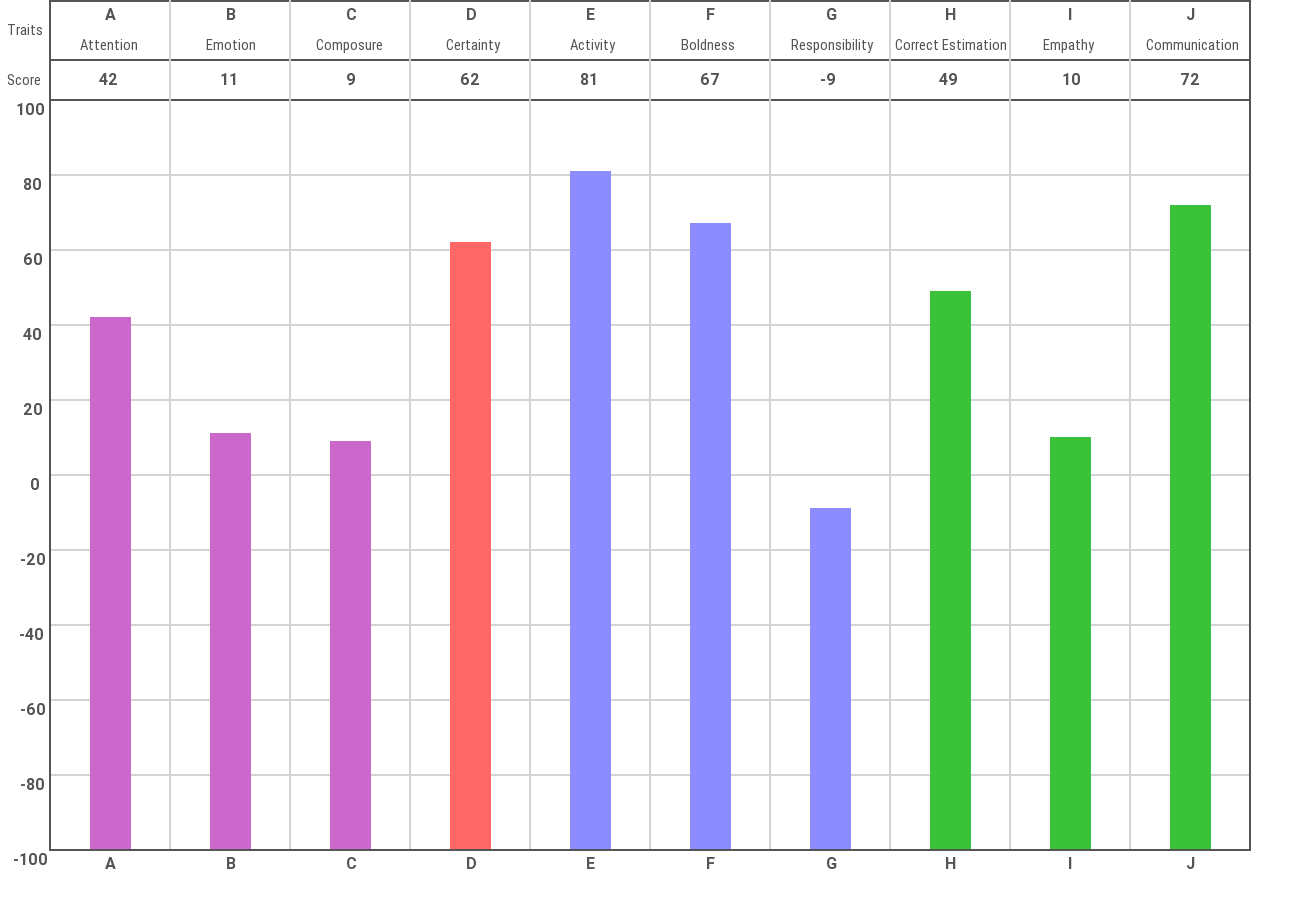 A B C D E F G H I J
Traits
Attention Emotion Composure Certainty Activity Boldness Responsibility Correct Estimation Empathy Communication
Score 42 11 9 62 81 67 -9 49 10 72
100
80
60
40
20
0
-20
-40
-60
-80
-100
A B C D E F G H I J